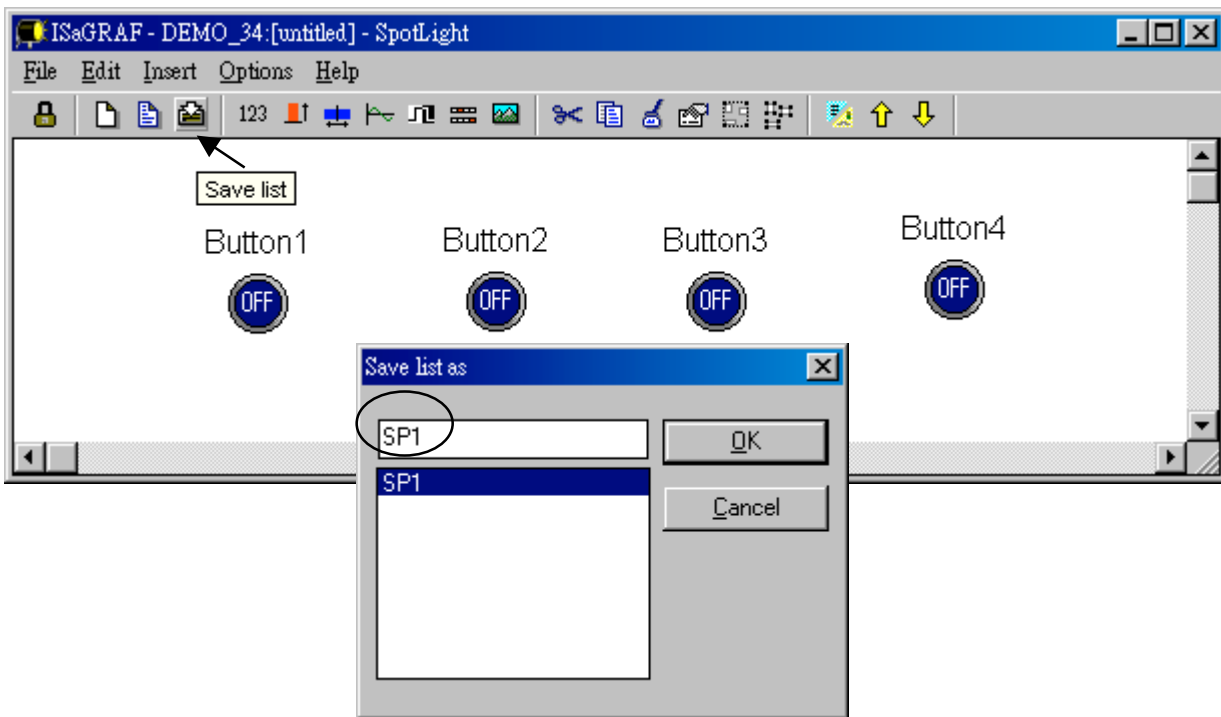 ISaGRAF - DEMO_34:[untitled] - SpotLight
File Edit Insert Options Help
123
Save list
Button1 Button2 Button3 Button4
OFF OFF OFF OFF
Save list as
SP1
OK
SP1
Cancel